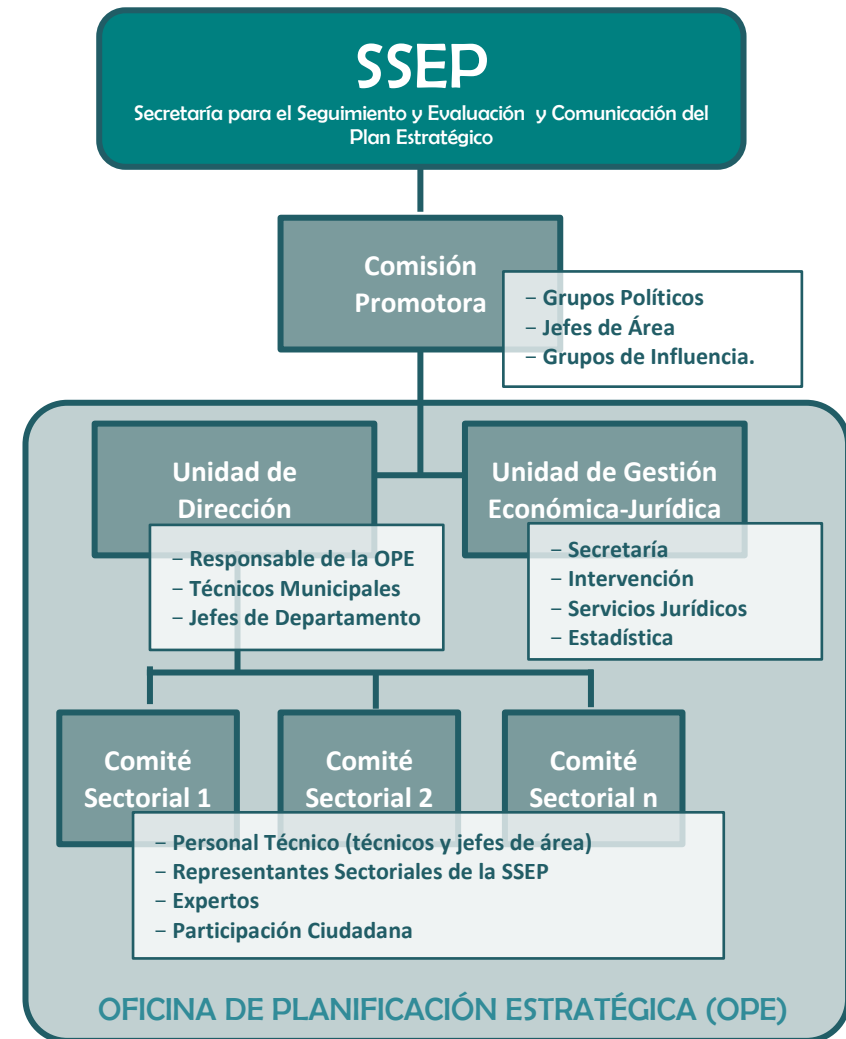 SSEP
Secretaría para el Seguimiento y Evaluación y Comunicación del
Plan Estratégico
Comisión
Promotora
– Grupos Políticos
– Jefes de Área
– Grupos de Influencia.
Unidad de
Dirección
– Responsable de la OPE
– Técnicos Municipales
– Jefes de Departamento
Unidad de Gestión
Económica-Jurídica
– Secretaría
– Intervención
– Servicios Jurídicos
– Estadística
Comité
Sectorial 1
Comité
Sectorial 2
Comité
Sectorial n
– Personal Técnico (técnicos y jefes de área)
– Representantes Sectoriales de la SSEP
– Expertos
– Participación Ciudadana
OFICINA DE PLANIFICACIÓN ESTRATÉGICA (OPE)